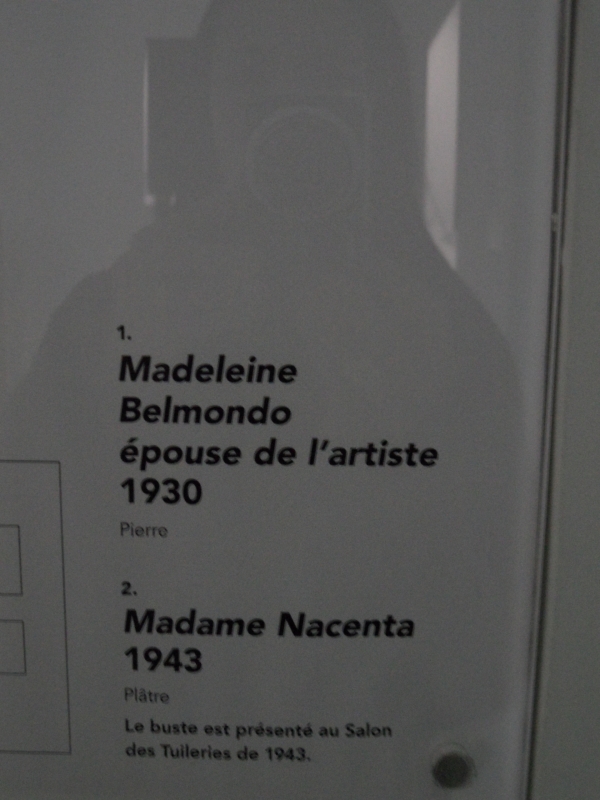 1.
Madeleine
Belmondo
épouse de l'artiste
1930
Pierre
2.
Madame Nacenta
1943
Plâtre
Le buste est présenté au Salon
des Tuileries de 1943.